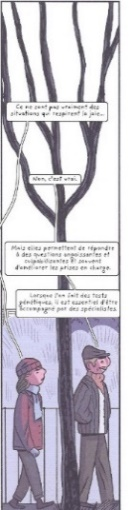 Ce ne sont pas vraiment des
situations qui respirent la joie...
Non, c'est vrai.
Mais elles permettent de répondre
à des questions angoissantes et
culpabilisantes et souvent
d'améliorer les prises en charge.
Lorsque l'on fait des tests
génétiques, il est essentiel d'être
accompagné par des spécialistes.